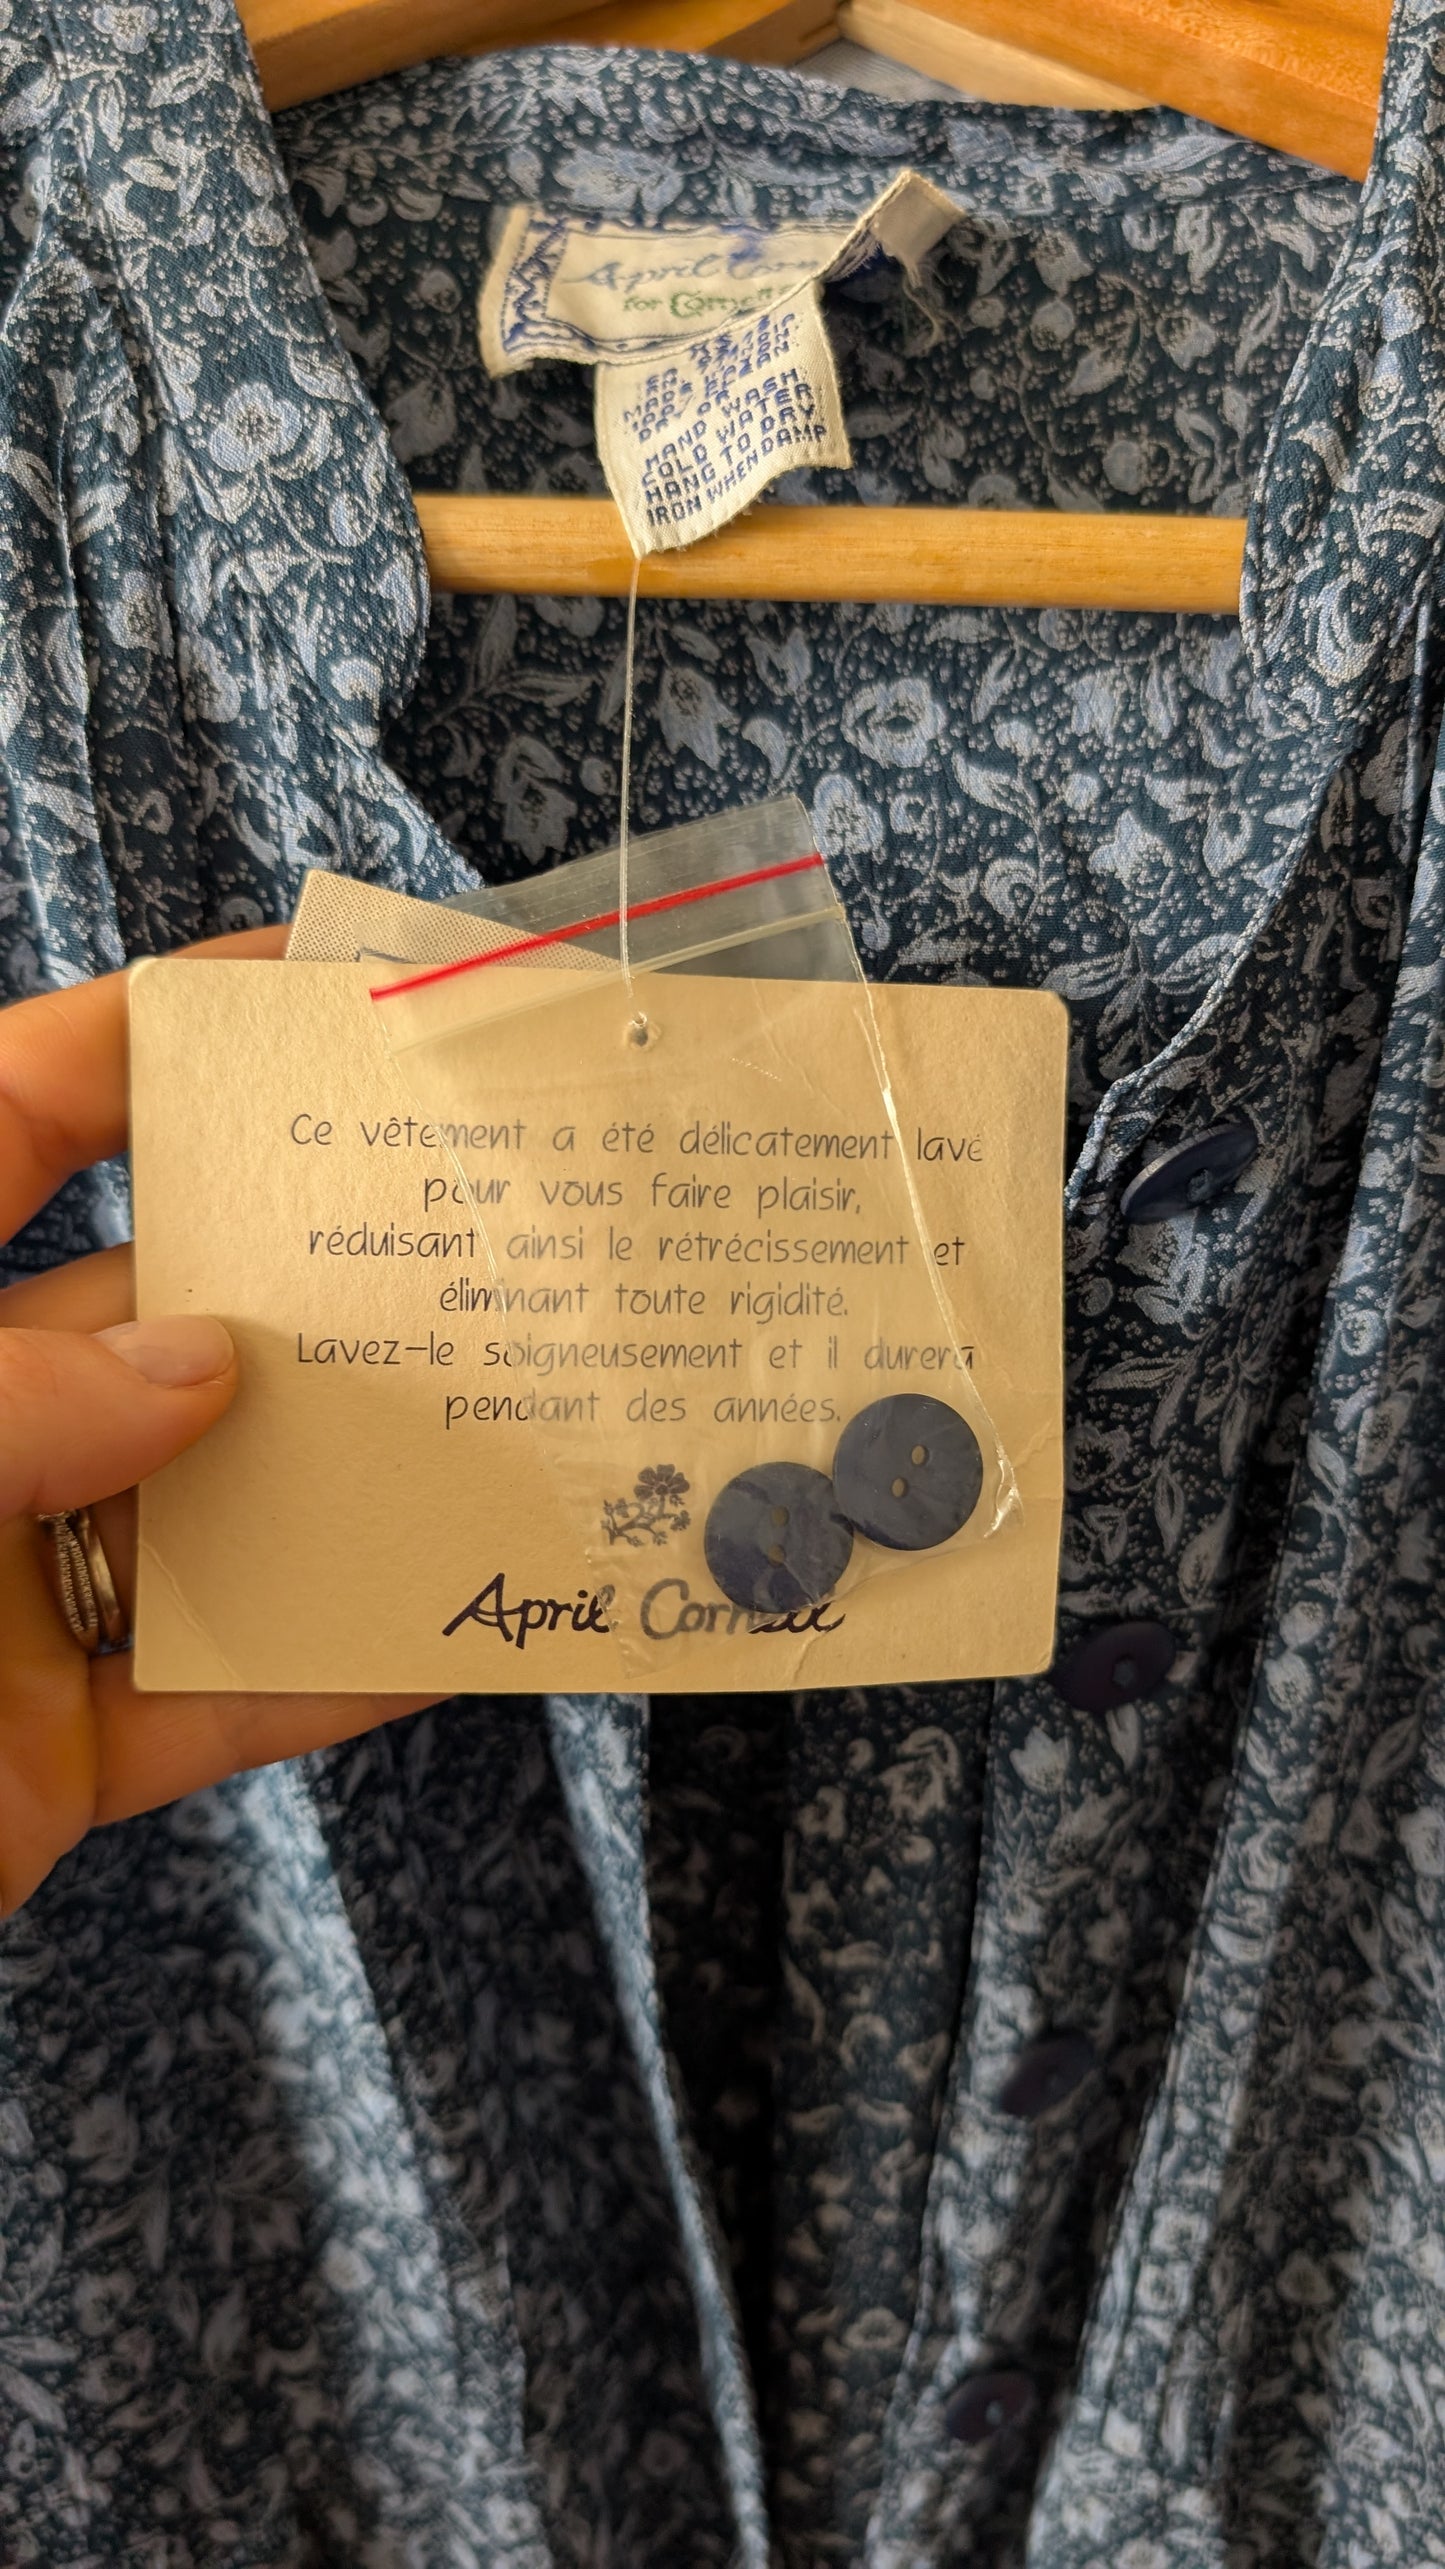 April
for Cornell
HAND WASH
COLD WATER
HANG TO DRY
IRON WHEN DAMP
Ce vêtement a été délicatement lavé
pour vous faire plaisir,
réduisant ainsi le rétrécissement et
éliminant toute rigidité.
Lavez-le soigneusement et il durera
pendant des années.
April Cornell